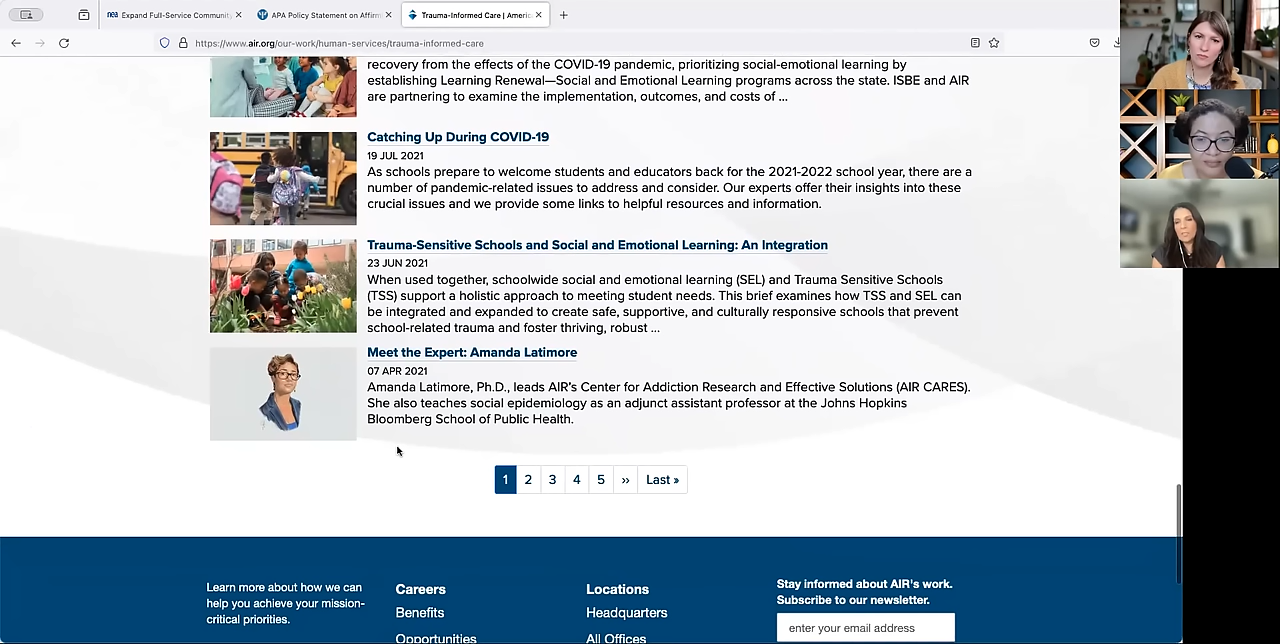 Expand Full-Service Community
APA Policy Statement on Affirm
Trauma-Informed Care | Americ
https://www.air.org/our-work/human-services/trauma-informed-care
recovery from the effects of the COVID-19 pandemic, prioritizing social-emotional learning by
establishing Learning Renewal—Social and Emotional Learning programs across the state. ISBE and AIR
are partnering to examine the implementation, outcomes, and costs of ...
Catching Up During COVID-19
19 JUL 2021
As schools prepare to welcome students and educators back for the 2021-2022 school year, there are a
number of pandemic-related issues to address and consider. Our experts offer their insights into these
crucial issues and we provide some links to helpful resources and information.
Trauma-Sensitive Schools and Social and Emotional Learning: An Integration
23 JUN 2021
When used together, schoolwide social and emotional learning (SEL) and Trauma Sensitive Schools
(TSS) support a holistic approach to meeting student needs. This brief examines how TSS and SEL can
be integrated and expanded to create safe, supportive, and culturally responsive schools that prevent
school-related trauma and foster thriving, robust ...
Meet the Expert: Amanda Latimore
07 APR 2021
Amanda Latimore, Ph.D., leads AIR's Center for Addiction Research and Effective Solutions (AIR CARES).
She also teaches social epidemiology as an adjunct assistant professor at the Johns Hopkins
Bloomberg School of Public Health.
1 2 3 4 5 ›› Last »
Learn more about how we can
help you achieve your mission-
critical priorities.
Careers
Benefits
Opportunities
Locations
Headquarters
All Offices
Stay informed about AIR's work.
Subscribe to our newsletter.
enter your email address